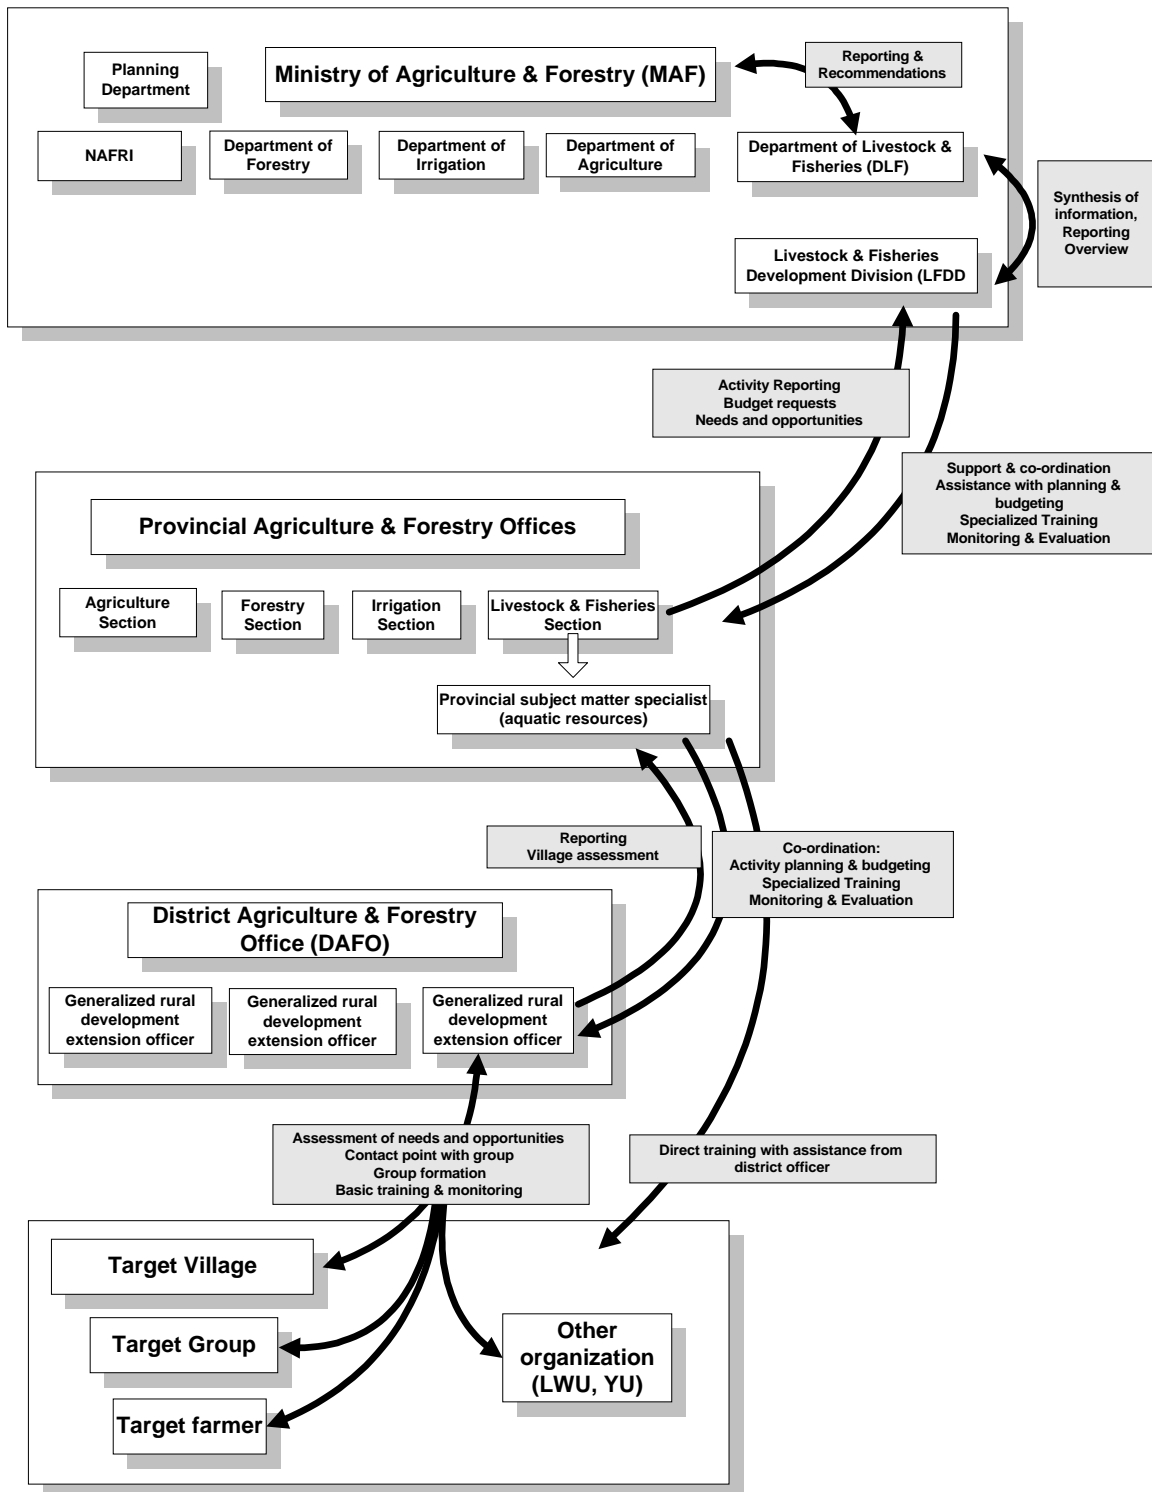 Planning
Department
Ministry of Agriculture & Forestry (MAF)
Reporting &
Recommendations
NAFRI
Department of
Forestry
Department of
Irrigation
Department of
Agriculture
Department of Livestock &
Fisheries (DLF)
Synthesis of
information,
Reporting
Overview
Livestock & Fisheries
Development Division (LFDD
Activity Reporting
Budget requests
Needs and opportunities
Support & co-ordination
Assistance with planning &
budgeting
Specialized Training
Monitoring & Evaluation
Provincial Agriculture & Forestry Offices
Agriculture
Section
Forestry
Section
Irrigation
Section
Livestock & Fisheries
Section
Provincial subject matter specialist
(aquatic resources)
Reporting
Village assessment
Co-ordination:
Activity planning & budgeting
Specialized Training
Monitoring & Evaluation
District Agriculture & Forestry
Office (DAFO)
Generalized rural
development
extension officer
Generalized rural
development
extension officer
Generalized rural
development
extension officer
Assessment of needs and opportunities
Contact point with group
Group formation
Basic training & monitoring
Direct training with assistance from
district officer
Target Village
Target Group
Target farmer
Other
organization
(LWU, YU)